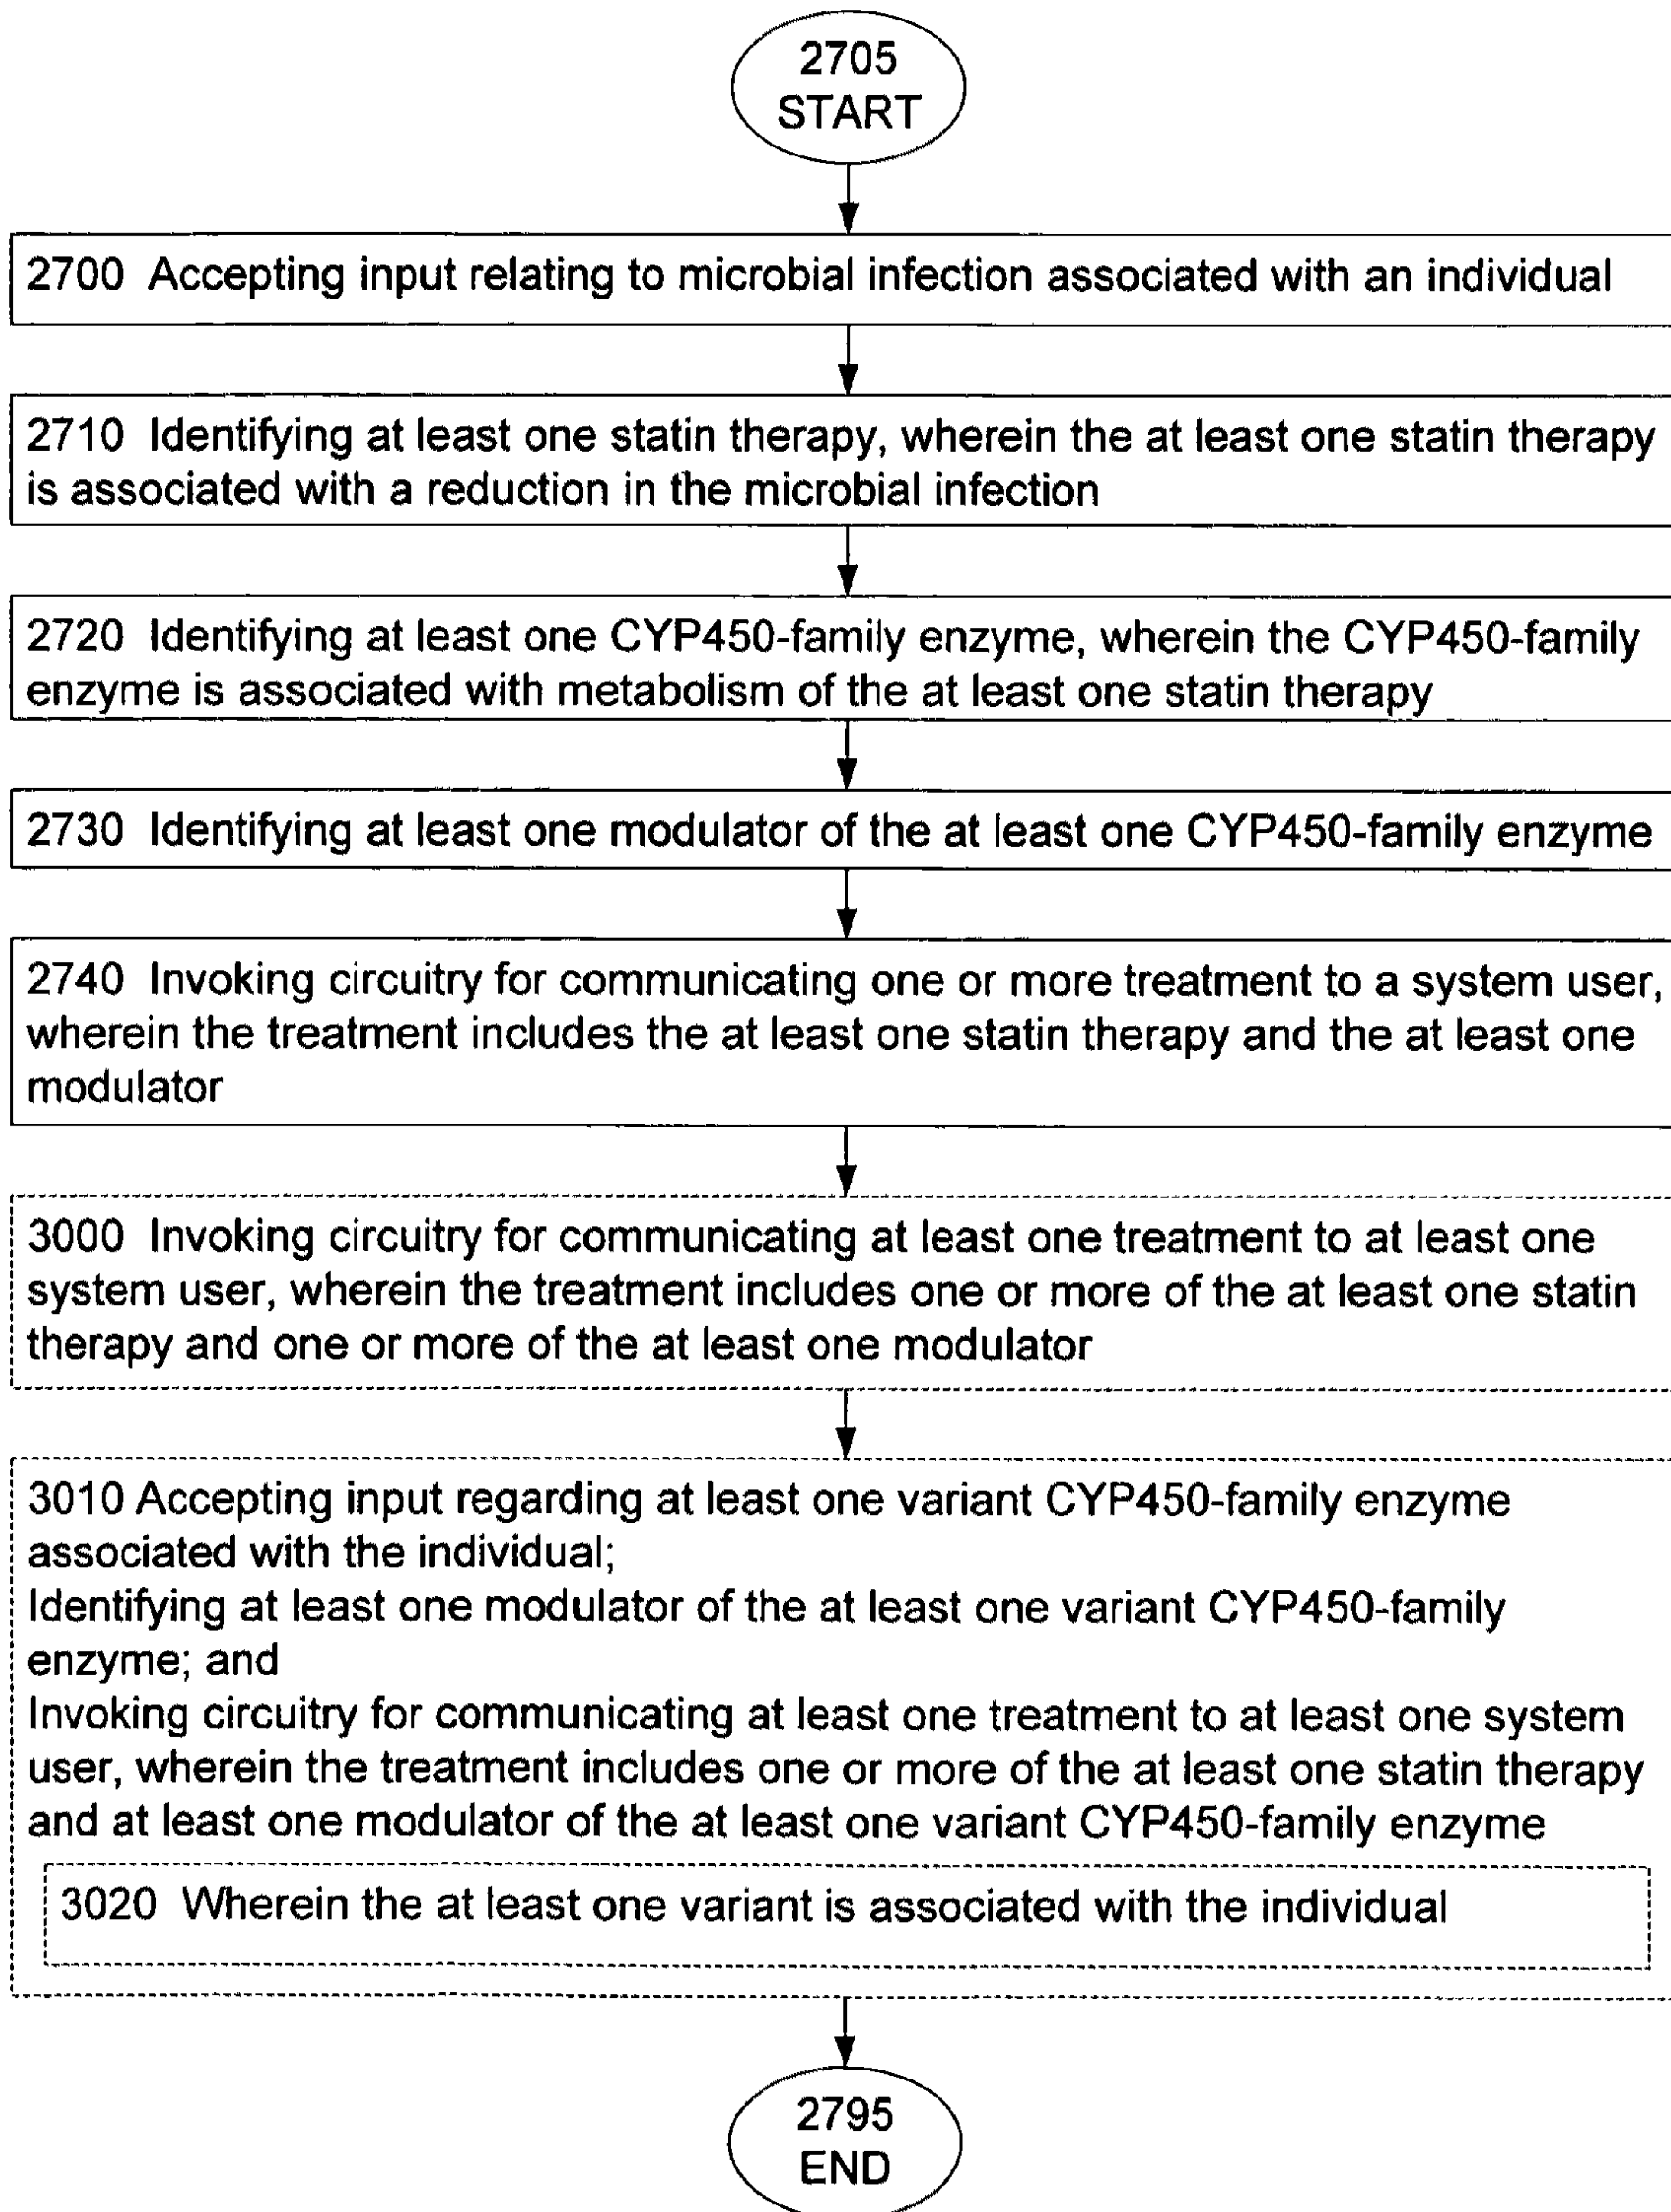 2705
START
2700 Accepting input relating to microbial infection associated with an individual
2710 Identifying at least one statin therapy, wherein the at least one statin therapy
is associated with a reduction in the microbial infection
2720 Identifying at least one CYP450-family enzyme, wherein the CYP450-family
enzyme is associated with metabolism of the at least one statin therapy
2730 Identifying at least one modulator of the at least one CYP450-family enzyme
2740 Invoking circuitry for communicating one or more treatment to a system user,
wherein the treatment includes the at least one statin therapy and the at least one
modulator
3000 Invoking circuitry for communicating at least one treatment to at least one
system user, wherein the treatment includes one or more of the at least one statin
therapy and one or more of the at least one modulator
3010 Accepting input regarding at least one variant CYP450-family enzyme
associated with the individual;
Identifying at least one modulator of the at least one variant CYP450-family
enzyme; and
Invoking circuitry for communicating at least one treatment to at least one system
user, wherein the treatment includes one or more of the at least one statin therapy
and at least one modulator of the at least one variant CYP450-family enzyme
3020 Wherein the at least one variant is associated with the individual
2795
END